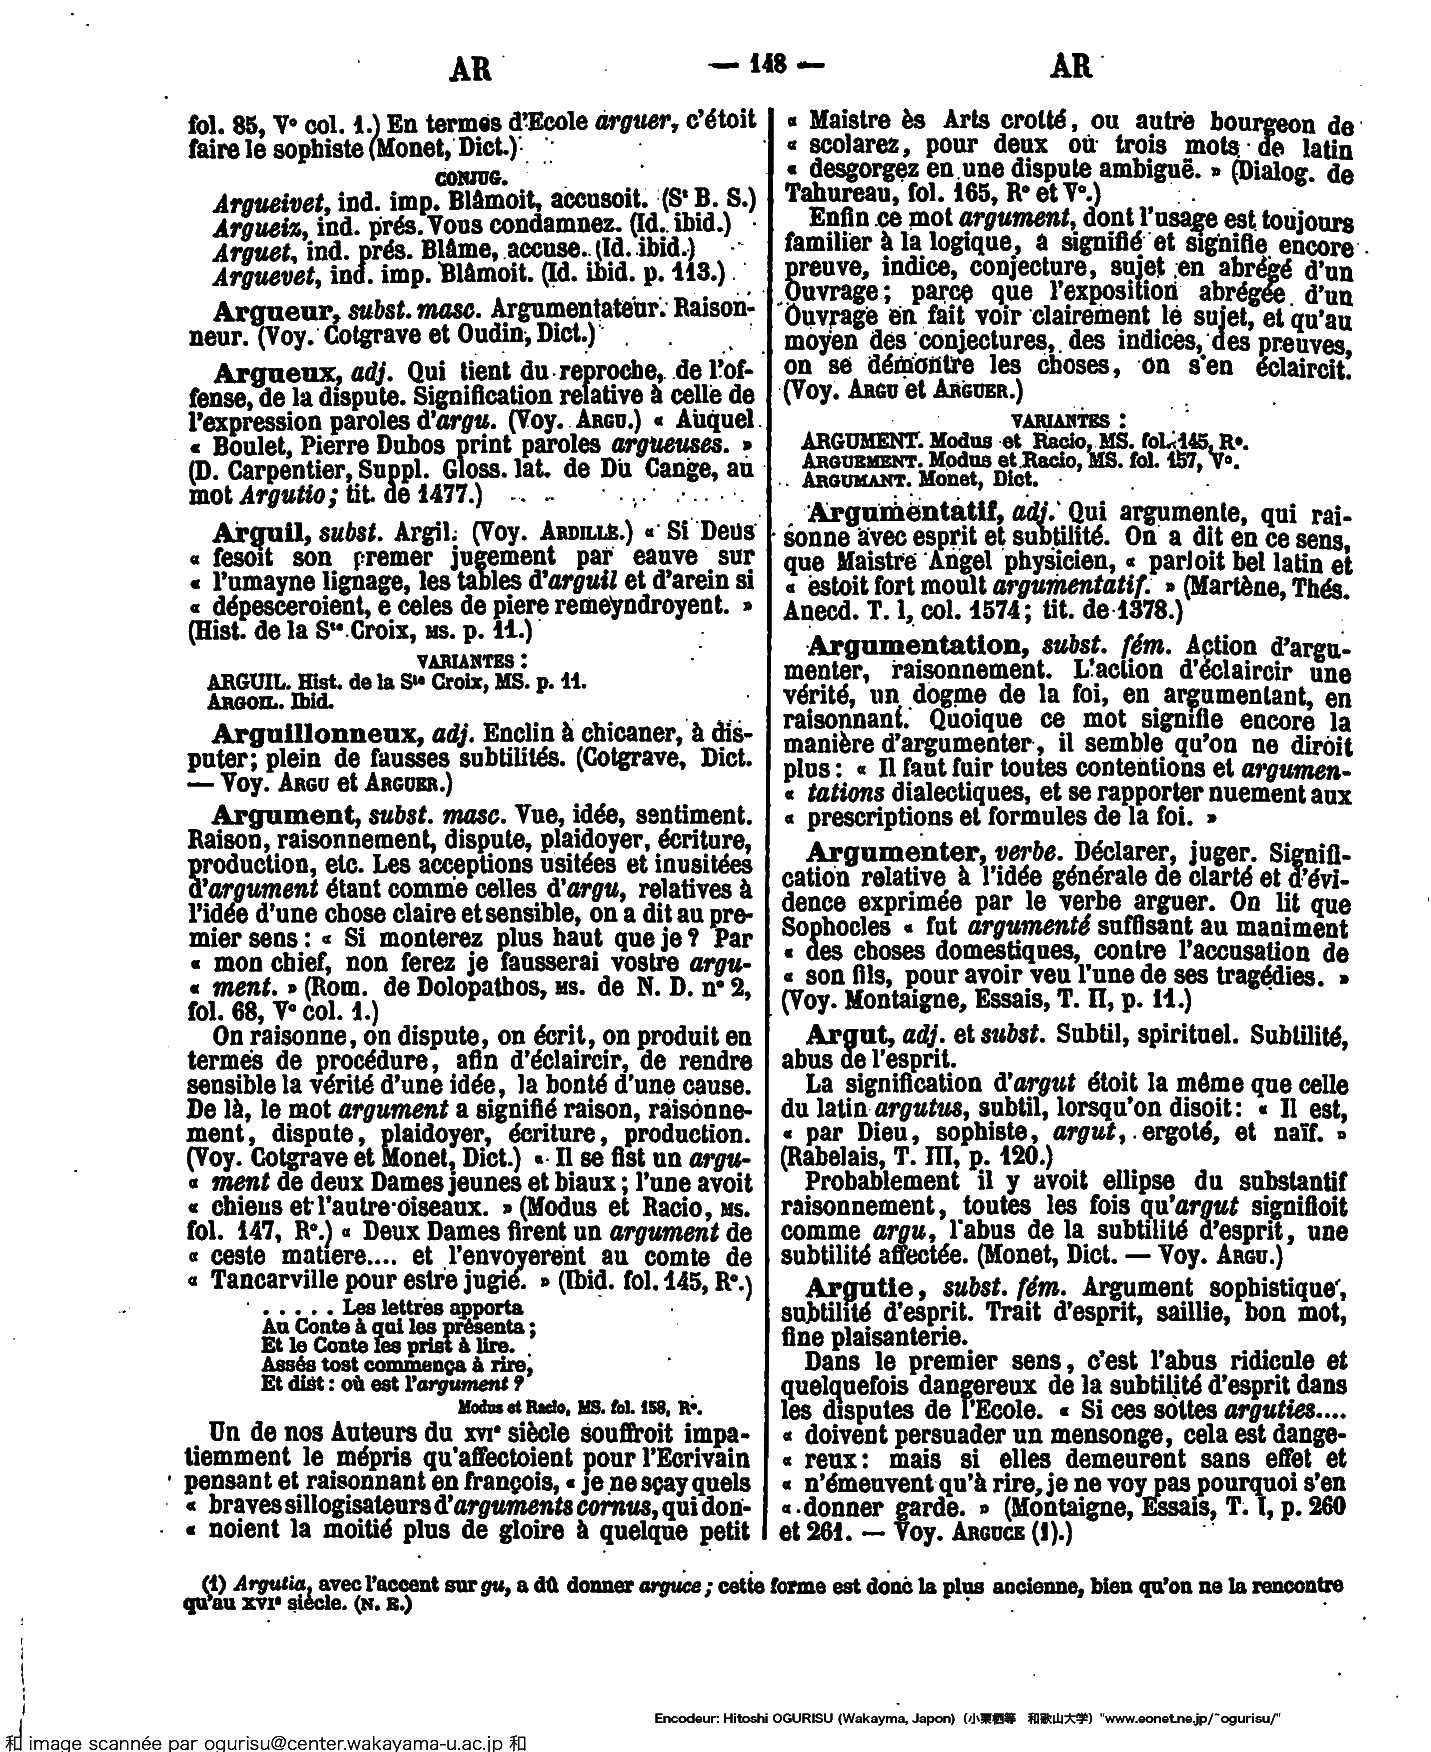 AR — 148 — AR
fol. 85, Vº col. 1.) En termes d'Ecole arguer, c'étoit
faire le sophiste (Monet, Dict.)
CONJUG.
Argueivet, ind. imp. Blâmoit, accusoit. (Sᵗ B. S.)
Argueiz, ind. prés. Vous condamnez. (Id. ibid.)
Arguet, ind. prés. Blâme, accuse. (Id. ibid.)
Arguevet, ind. imp. Blâmoit. (Id. ibid. p. 113.)
Argueur, subst. masc. Argumentateur. Raison-
neur. (Voy. Cotgrave et Oudin, Dict.)
Argueux, adj. Qui tient du reproche, de l'of-
fense, de la dispute. Signification relative à celle de
l'expression paroles d'argu. (Voy. ARGU.) « Auquel
« Boulet, Pierre Dubos print paroles argueuses. »
(D. Carpentier, Suppl. Gloss. lat. de Du Cange, au
mot Argutio; tit. de 1477.)
Arguil, subst. Argil. (Voy. ARDILLE.) « Si Deus
« fesoit son premer jugement par eauve sur
« l'umayne lignage, les tables d'arguil et d'arein si
« dépesceroient, e celes de piere remeyndroyent. »
(Hist. de la Sᵗᵉ Croix, MS. p. 11.)
VARIANTES :
ARGUIL. Hist. de la Sᵗᵉ Croix, MS. p. 11.
ARGOIL. Ibid.
Arguillonneux, adj. Enclin à chicaner, à dis-
puter; plein de fausses subtilités. (Cotgrave, Dict.
— Voy. ARGU et ARGUER.)
Argument, subst. masc. Vue, idée, sentiment.
Raison, raisonnement, dispute, plaidoyer, écriture,
production, etc. Les acceptions usitées et inusitées
d'argument étant comme celles d'argu, relatives à
l'idée d'une chose claire et sensible, on a dit au pre-
mier sens : « Si monterez plus haut que je ? Par
« mon chief, non ferez je fausserai vostre argu-
« ment. » (Rom. de Dolopathos, MS. de N. D. nº 2,
fol. 68, Vº col. 1.)
On raisonne, on dispute, on écrit, on produit en
termes de procédure, afin d'éclaircir, de rendre
sensible la vérité d'une idée, la bonté d'une cause.
De là, le mot argument a signifié raison, raisonne-
ment, dispute, plaidoyer, écriture, production.
(Voy. Cotgrave et Monet, Dict.) « Il se fist un argu-
« ment de deux Dames jeunes et biaux; l'une avoit
« chiens et l'autre oiseaux. » (Modus et Racio, MS.
fol. 147, Rº.) « Deux Dames firent un argument de
« ceste matiere.... et l'envoyerent au comte de
« Tancarville pour estre jugié. » (Ibid. fol. 145, Rº.)
. . . . . Les lettres apporta
Au Conte à qui les présenta;
Et le Conte les prist à lire.
Assés tost commença à rire,
Et dist : où est l'argument ?
Modus et Racio, MS. fol. 158, Rº.
Un de nos Auteurs du XVIᵉ siècle souffroit impa-
tiemment le mépris qu'affectoient pour l'Ecrivain
pensant et raisonnant en françois, « je ne sçay quels
« braves sillogisateurs d'arguments cornus, qui don-
« noient la moitié plus de gloire à quelque petit
« Maistre ès Arts crotté, ou autre bourgeon de
« scolarez, pour deux ou trois mots de latin
« desgorgez en une dispute ambiguë. » (Dialog. de
Tahureau, fol. 165, Rº et Vº.)
Enfin ce mot argument, dont l'usage est toujours
familier à la logique, a signifié et signifie encore
preuve, indice, conjecture, sujet en abrégé d'un
Ouvrage; parce que l'exposition abrégée d'un
Ouvrage en fait voir clairement le sujet, et qu'au
moyen des conjectures, des indices, des preuves,
on se démontre les choses, on s'en éclaircit.
(Voy. ARGU et ARGUER.)
VARIANTES :
ARGUMENT. Modus et Racio, MS. fol. 145, Rº.
ARGUEMENT. Modus et Racio, MS. fol. 157, Vº.
ARGUMANT. Monet, Dict.
Argumentatif, adj. Qui argumente, qui rai-
sonne avec esprit et subtilité. On a dit en ce sens,
que Maistre Angel physicien, « parloit bel latin et
« estoit fort moult argumentatif. » (Martène, Thés.
Anecd. T. I, col. 1574; tit. de 1378.)
Argumentation, subst. fém. Action d'argu-
menter, raisonnement. L'action d'éclaircir une
vérité, un dogme de la foi, en argumentant, en
raisonnant. Quoique ce mot signifie encore la
manière d'argumenter, il semble qu'on ne diroit
plus : « Il faut fuir toutes contentions et argumen-
« tations dialectiques, et se rapporter nuement aux
« prescriptions et formules de la foi. »
Argumenter, verbe. Déclarer, juger. Signifi-
cation relative à l'idée générale de clarté et d'évi-
dence exprimée par le verbe arguer. On lit que
Sophocles « fut argumenté suffisant au maniment
« des choses domestiques, contre l'accusation de
« son fils, pour avoir veu l'une de ses tragédies. »
(Voy. Montaigne, Essais, T. II, p. 11.)
Argut, adj. et subst. Subtil, spirituel. Subtilité,
abus de l'esprit.
La signification d'argut étoit la même que celle
du latin argutus, subtil, lorsqu'on disoit : « Il est,
« par Dieu, sophiste, argut, ergoté, et naïf. »
(Rabelais, T. III, p. 120.)
Probablement il y avoit ellipse du substantif
raisonnement, toutes les fois qu'argut signifioit
comme argu, l'abus de la subtilité d'esprit, une
subtilité affectée. (Monet, Dict. — Voy. ARGU.)
Argutie, subst. fém. Argument sophistique,
subtilité d'esprit. Trait d'esprit, saillie, bon mot,
fine plaisanterie.
Dans le premier sens, c'est l'abus ridicule et
quelquefois dangereux de la subtilité d'esprit dans
les disputes de l'Ecole. « Si ces sottes arguties....
« doivent persuader un mensonge, cela est dange-
« reux : mais si elles demeurent sans effet et
« n'émeuvent qu'à rire, je ne voy pas pourquoi s'en
« donner garde. » (Montaigne, Essais, T. I, p. 260
et 261. — Voy. ARGUCE (1).)
(1) Argutia, avec l'accent sur gu, a dû donner arguce; cette forme est donc la plus ancienne, bien qu'on ne la rencontre
qu'au XVIᵉ siècle. (N. E.)
Encodeur: Hitoshi OGURISU (Wakayma, Japon) (小栗栖等 和歌山大学) "www.eonet.ne.jp/~ogurisu/"
和 image scannée par ogurisu@center.wakayama-u.ac.jp 和